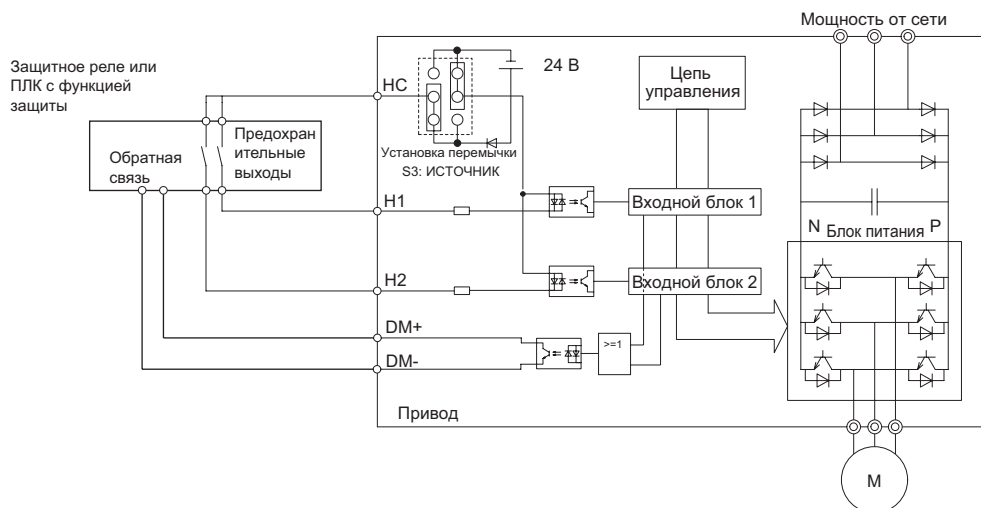 Мощность от сети
Защитное реле или
ПЛК с функцией
защиты
HC
24 В
Цепь
управления
Предохран
ительные
выходы
Обратная
связь
Установка перемычки
S3: ИСТОЧНИК
H1
Входной блок 1
N
P
Блок питания
H2
Входной блок 2
DM+
>=1
DM-
Привод
M